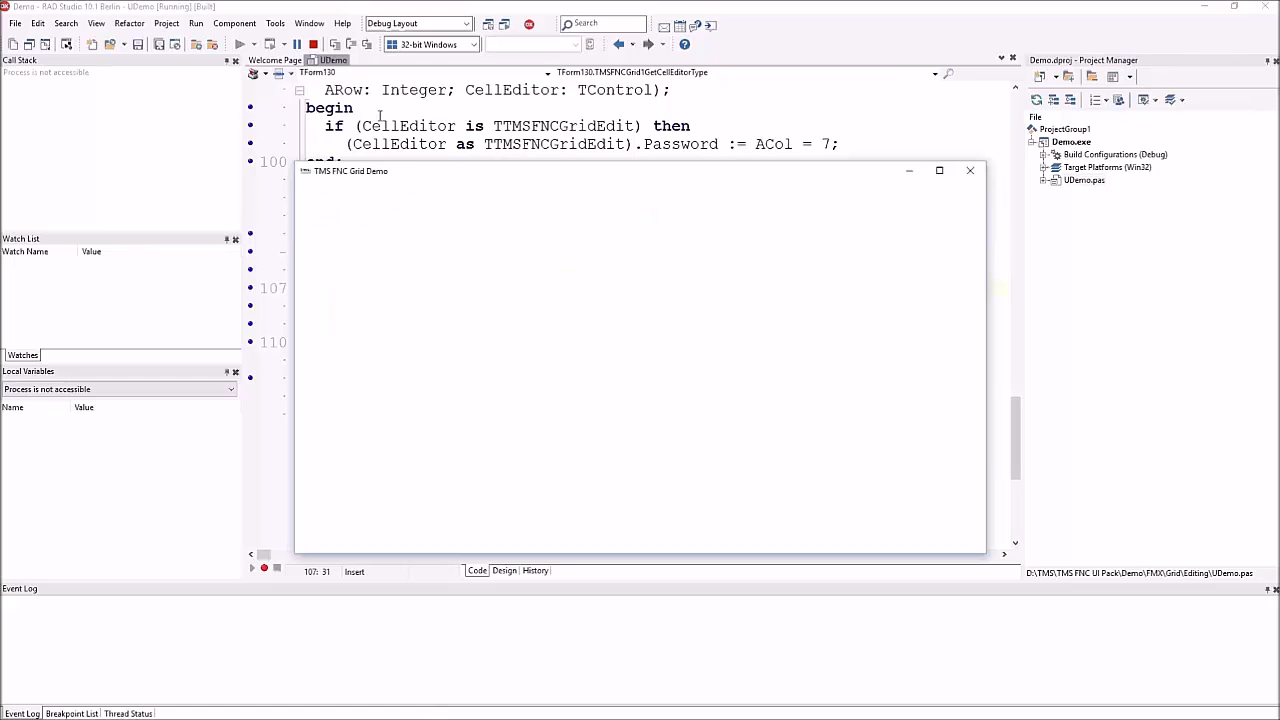 Demo - RAD Studio 10.1 Berlin - UDemo [Running] [Built]
File Edit Search View Refactor Project Run Component Tools Window Help Debug Layout Search
32-bit Windows
Call Stack
Process is not accessible
Welcome Page UDemo
TForm130 TForm130.TMSFNCGrid1GetCellEditorType
ARow: Integer; CellEditor: TControl);
begin
if (CellEditor is TTMSFNCGridEdit) then
(CellEditor as TTMSFNCGridEdit).Password := ACol = 7;
100 end;
107
110
TMS FNC Grid Demo
Watch List
Watch Name Value
Watches
Local Variables
Process is not accessible
Name Value
107: 31 Insert Code Design History
Demo.dproj - Project Manager
File
ProjectGroup1
Demo.exe
Build Configurations (Debug)
Target Platforms (Win32)
UDemo.pas
D:\TMS\TMS FNC UI Pack\Demo\FMX\Grid\Editing\UDemo.pas
Event Log
Event Log Breakpoint List Thread Status